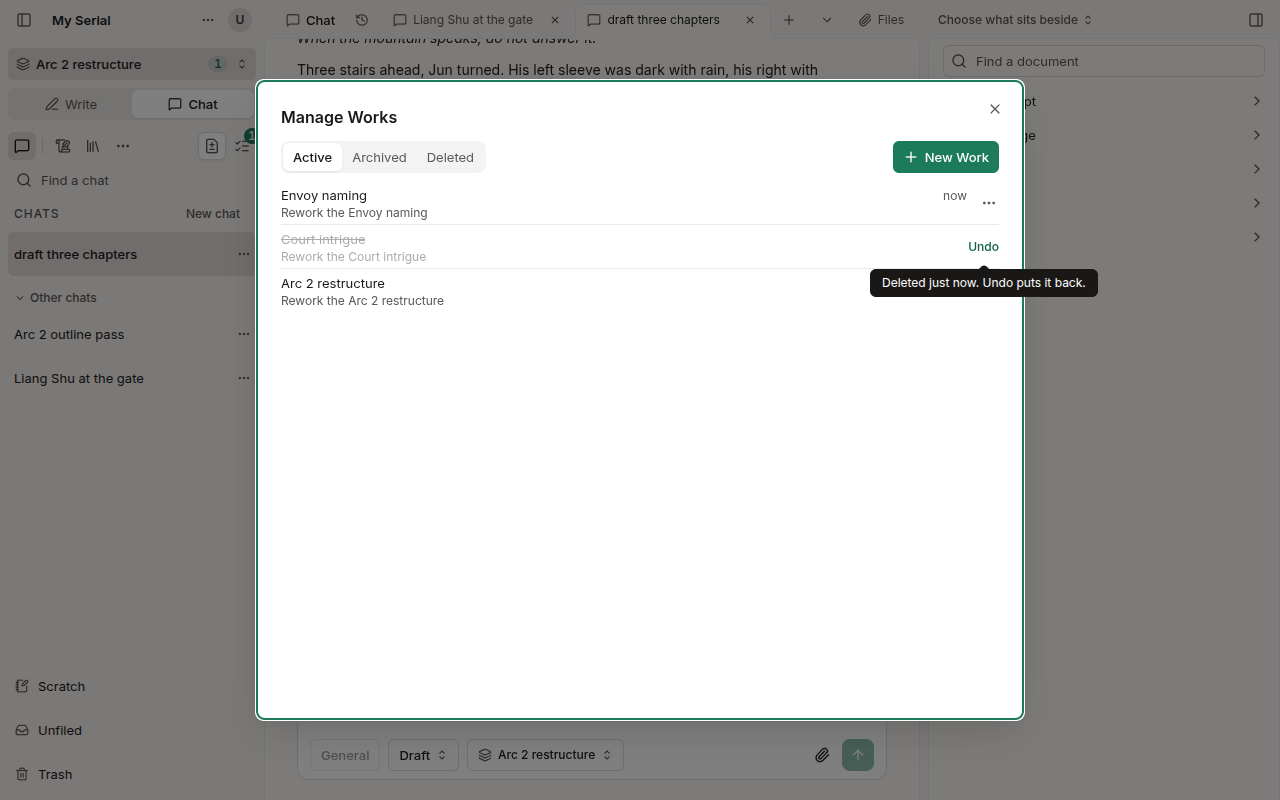 My Serial
U
Chat
Liang Shu at the gate
draft three chapters
Files
Choose what sits beside
Arc 2 restructure
1
Write
Chat
1
Find a chat
CHATS
New chat
draft three chapters
Other chats
Arc 2 outline pass
Liang Shu at the gate
Scratch
Unfiled
Trash
When the mountain speaks, do not answer it.
Three stairs ahead, Jun turned. His left sleeve was dark with rain, his right with
Manage Works
Active
Archived
Deleted
New Work
Envoy naming
now
Rework the Envoy naming
Court intrigue
Rework the Court intrigue
Undo
Deleted just now. Undo puts it back.
Arc 2 restructure
Rework the Arc 2 restructure
General
Draft
Arc 2 restructure
Find a document